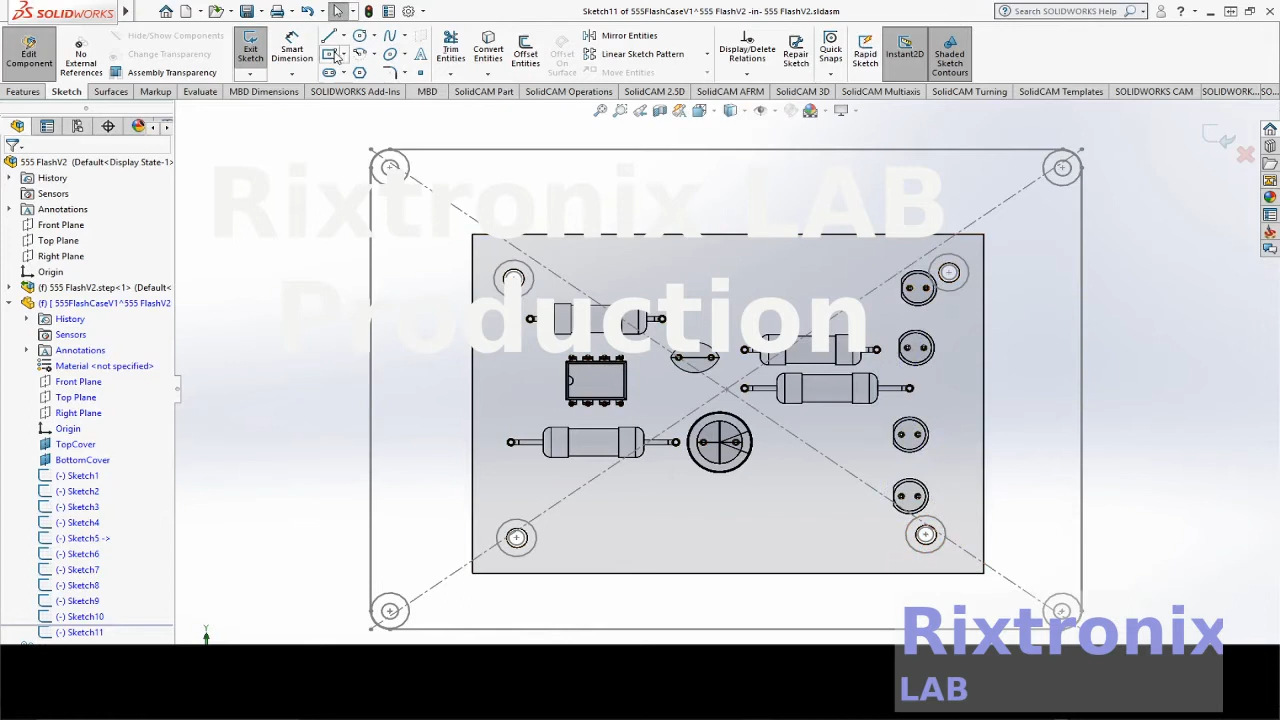 SOLIDWORKS
Sketch11 of 555FlashCaseV1^555 FlashV2 -in- 555 FlashV2.sldasm
Search SOLIDWORKS Help
Edit Component
No External References
Hide/Show Components
Change Transparency
Assembly Transparency
Exit Sketch
Smart Dimension
Trim Entities
Convert Entities
Offset Entities
Offset On Surface
Mirror Entities
Linear Sketch Pattern
Move Entities
Display/Delete Relations
Repair Sketch
Quick Snaps
Rapid Sketch
Instant2D
Shaded Sketch Contours
Features Sketch Surfaces Markup Evaluate MBD Dimensions SOLIDWORKS Add-Ins MBD SolidCAM Part SolidCAM Operations SolidCAM 2.5D SolidCAM AFRM SolidCAM 3D SolidCAM Multiaxis SolidCAM Turning SolidCAM Templates SOLIDWORKS CAM SOLIDWORK... SO...
555 FlashV2 (Default<Display State-1>
History
Sensors
Annotations
Front Plane
Top Plane
Right Plane
Origin
(f) 555 FlashV2.step<1> (Default<
(f) [ 555FlashCaseV1^555 FlashV2
History
Sensors
Annotations
Material <not specified>
Front Plane
Top Plane
Right Plane
Origin
TopCover
BottomCover
(-) Sketch1
(-) Sketch2
(-) Sketch3
(-) Sketch4
(-) Sketch5 ->
(-) Sketch6
(-) Sketch7
(-) Sketch8
(-) Sketch9
(-) Sketch10
(-) Sketch11
Rixtronix LAB
Production
Y
Rixtronix
LAB